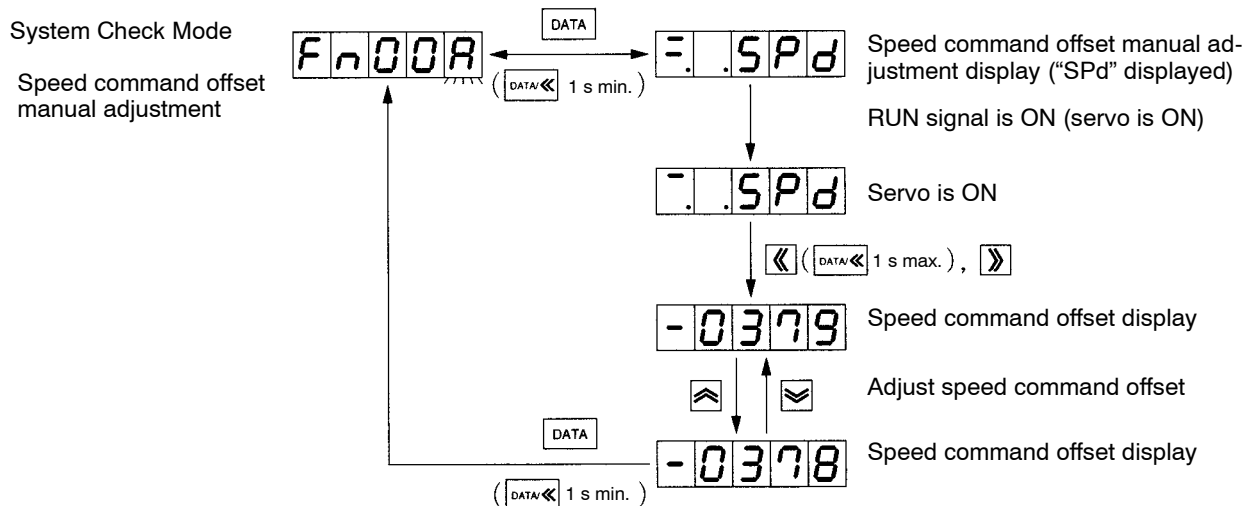 System Check Mode
Speed command offset
manual adjustment
Fn00A
DATA
( DATA/≪ 1 s min. )
=. .SPd
Speed command offset manual ad-
justment display (“SPd” displayed)
RUN signal is ON (servo is ON)
‾. .SPd
Servo is ON
≪ ( DATA/≪ 1 s max. ) , ≫
-0379
Speed command offset display
Adjust speed command offset
DATA
( DATA/≪ 1 s min. )
-0378
Speed command offset display